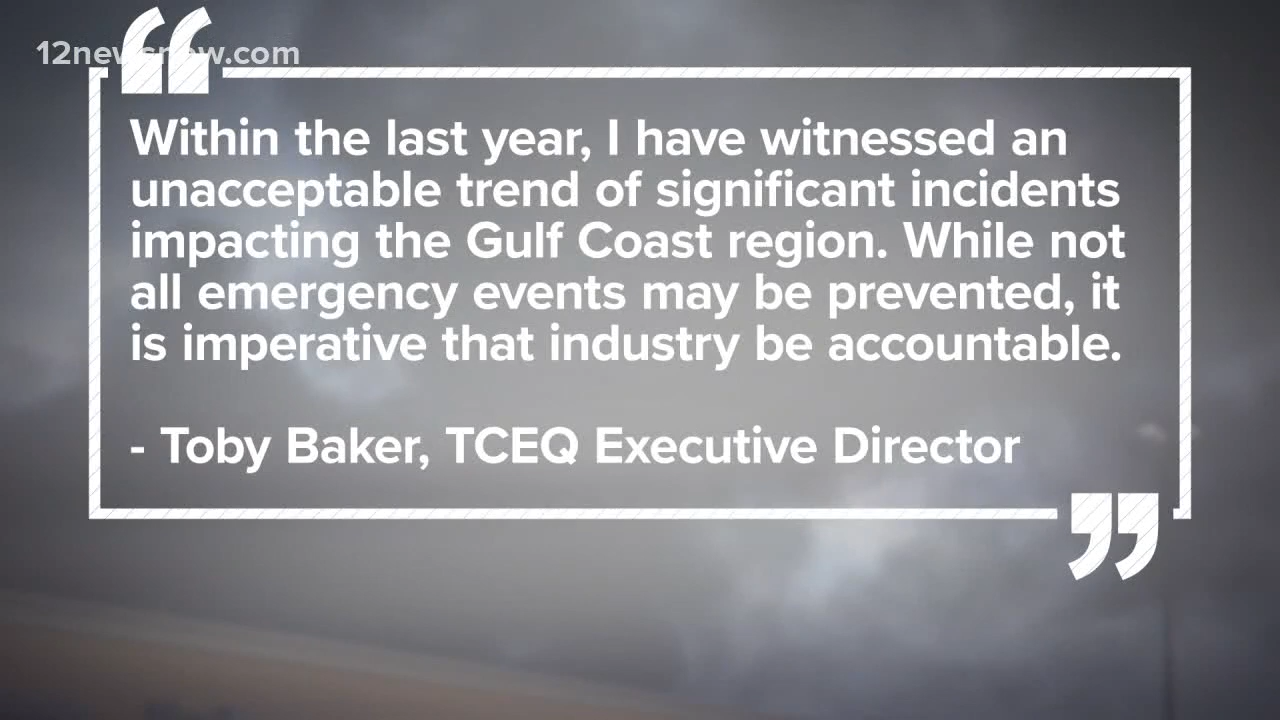 12newsnow.com
“
Within the last year, I have witnessed an
unacceptable trend of significant incidents
impacting the Gulf Coast region. While not
all emergency events may be prevented, it
is imperative that industry be accountable.
- Toby Baker, TCEQ Executive Director
”